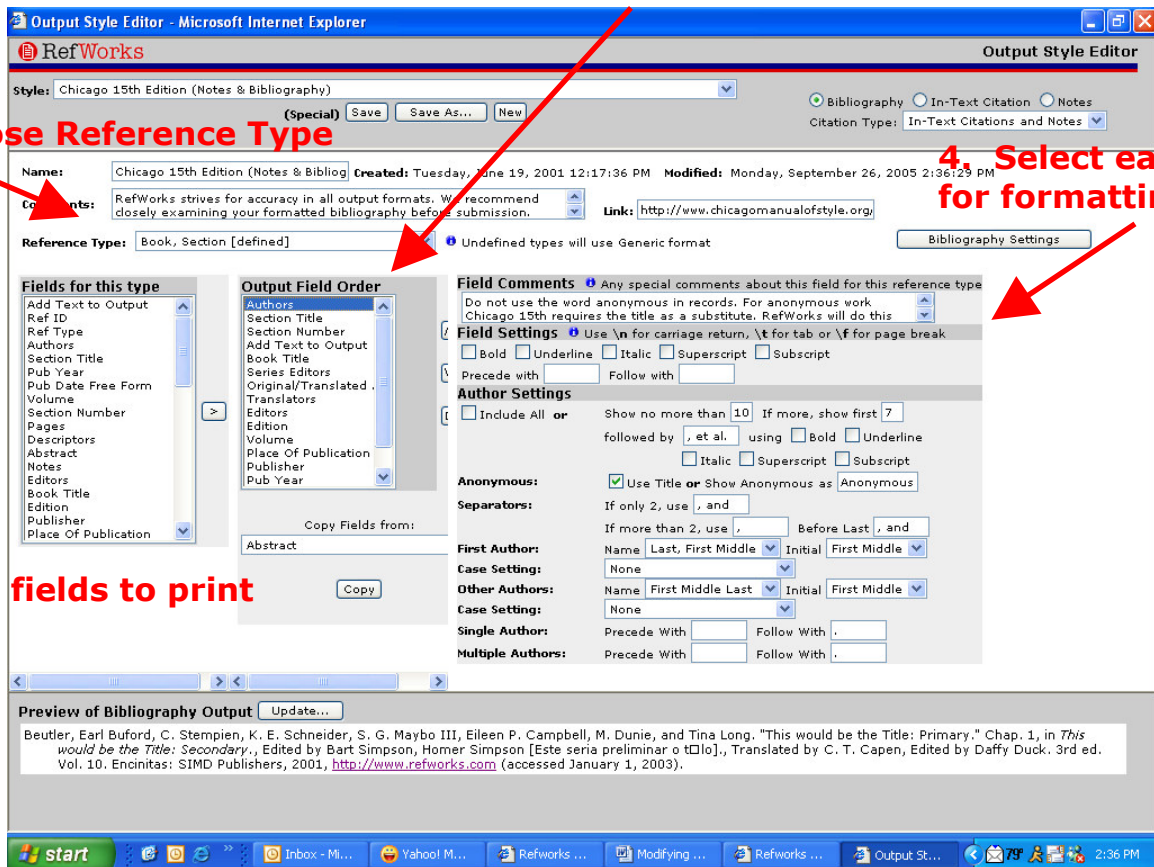 Output Style Editor - Microsoft Internet Explorer
RefWorks Output Style Editor
Style: Chicago 15th Edition (Notes & Bibliography)
(Special) Save Save As... New
Bibliography In-Text Citation Notes
Citation Type: In-Text Citations and Notes
ose Reference Type
4. Select ea
for formattin
Name: Chicago 15th Edition (Notes & Bibliog Created: Tuesday, June 19, 2001 12:17:36 PM Modified: Monday, September 26, 2005 2:36:29 PM
Comments: RefWorks strives for accuracy in all output formats. We recommend
closely examining your formatted bibliography before submission.
Link: http://www.chicagomanualofstyle.org/
Reference Type: Book, Section [defined] Undefined types will use Generic format Bibliography Settings
Fields for this type
Add Text to Output
Ref ID
Ref Type
Authors
Section Title
Pub Year
Pub Date Free Form
Volume
Section Number
Pages
Descriptors
Abstract
Notes
Editors
Book Title
Edition
Publisher
Place Of Publication
>
Output Field Order
Authors
Section Title
Section Number
Add Text to Output
Book Title
Series Editors
Original/Translated .
Translators
Editors
Edition
Volume
Place Of Publication
Publisher
Pub Year
Copy Fields from:
Abstract
Copy
fields to print
Field Comments Any special comments about this field for this reference type
Do not use the word anonymous in records. For anonymous work
Chicago 15th requires the title as a substitute. RefWorks will do this
Field Settings Use \n for carriage return, \t for tab or \f for page break
Bold Underline Italic Superscript Subscript
Precede with Follow with
Author Settings
Include All or Show no more than 10 If more, show first 7
followed by , et al. using Bold Underline
Italic Superscript Subscript
Anonymous: Use Title or Show Anonymous as Anonymous
Separators: If only 2, use , and
If more than 2, use , Before Last , and
First Author: Name Last, First Middle Initial First Middle
Case Setting: None
Other Authors: Name First Middle Last Initial First Middle
Case Setting: None
Single Author: Precede With Follow With .
Multiple Authors: Precede With Follow With .
Preview of Bibliography Output Update...
Beutler, Earl Buford, C. Stempien, K. E. Schneider, S. G. Maybo III, Eileen P. Campbell, M. Dunie, and Tina Long. "This would be the Title: Primary." Chap. 1, in This
would be the Title: Secondary., Edited by Bart Simpson, Homer Simpson [Este seria preliminar o t□lo]., Translated by C. T. Capen, Edited by Daffy Duck. 3rd ed.
Vol. 10. Encinitas: SIMD Publishers, 2001, http://www.refworks.com (accessed January 1, 2003).
start Inbox - Mi... Yahoo! M... Refworks ... Modifying ... Refworks ... Output St... 79° 2:36 PM